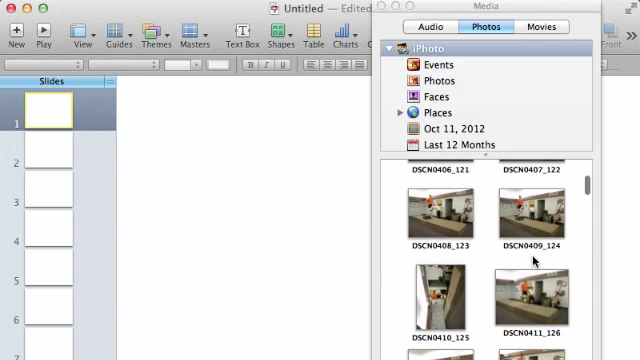 Untitled — Edited
New
Play
View
Guides
Themes
Masters
Text Box
Shapes
Table
Charts
Front
B I U
Slides
1
2
3
4
5
6
7
Media
Audio
Photos
Movies
iPhoto
Events
Photos
Faces
Places
Oct 11, 2012
Last 12 Months
DSCN0406_121
DSCN0407_122
DSCN0408_123
DSCN0409_124
DSCN0410_125
DSCN0411_126